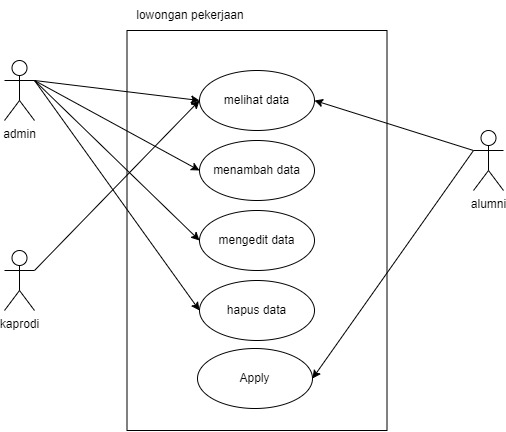 lowongan pekerjaan
melihat data
admin
menambah data
alumni
mengedit data
kaprodi
hapus data
Apply